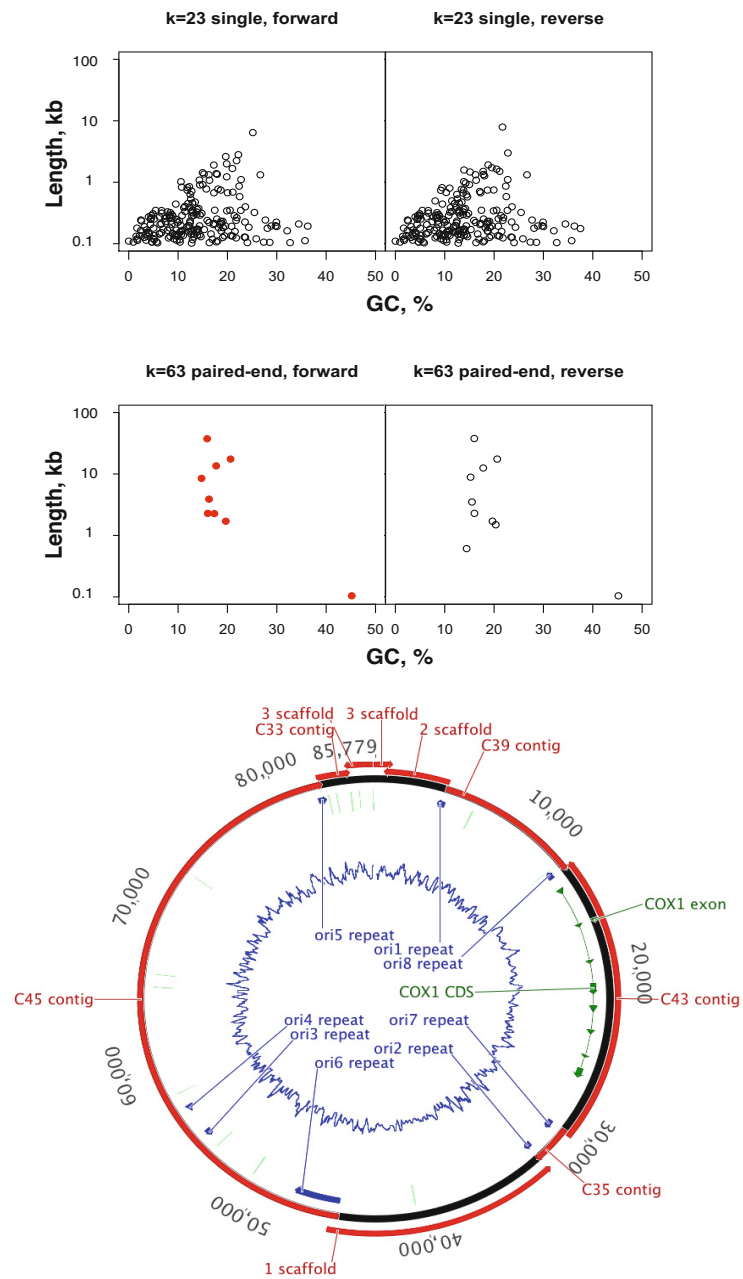 k=23 single, forward
k=23 single, reverse
Length, kb
100
10
1
0.1
0 10 20 30 40 50
0 10 20 30 40 50
GC, %
k=63 paired-end, forward
k=63 paired-end, reverse
Length, kb
100
10
1
0.1
0 10 20 30 40 50
0 10 20 30 40 50
GC, %
3 scaffold
3 scaffold
C33 contig
2 scaffold
85,779
C39 contig
80,000
10,000
70,000
COX1 exon
ori5 repeat
ori1 repeat
ori8 repeat
20,000
C45 contig
COX1 CDS
C43 contig
ori4 repeat
ori7 repeat
ori3 repeat
ori2 repeat
ori6 repeat
60,000
30,000
C35 contig
50,000
40,000
1 scaffold